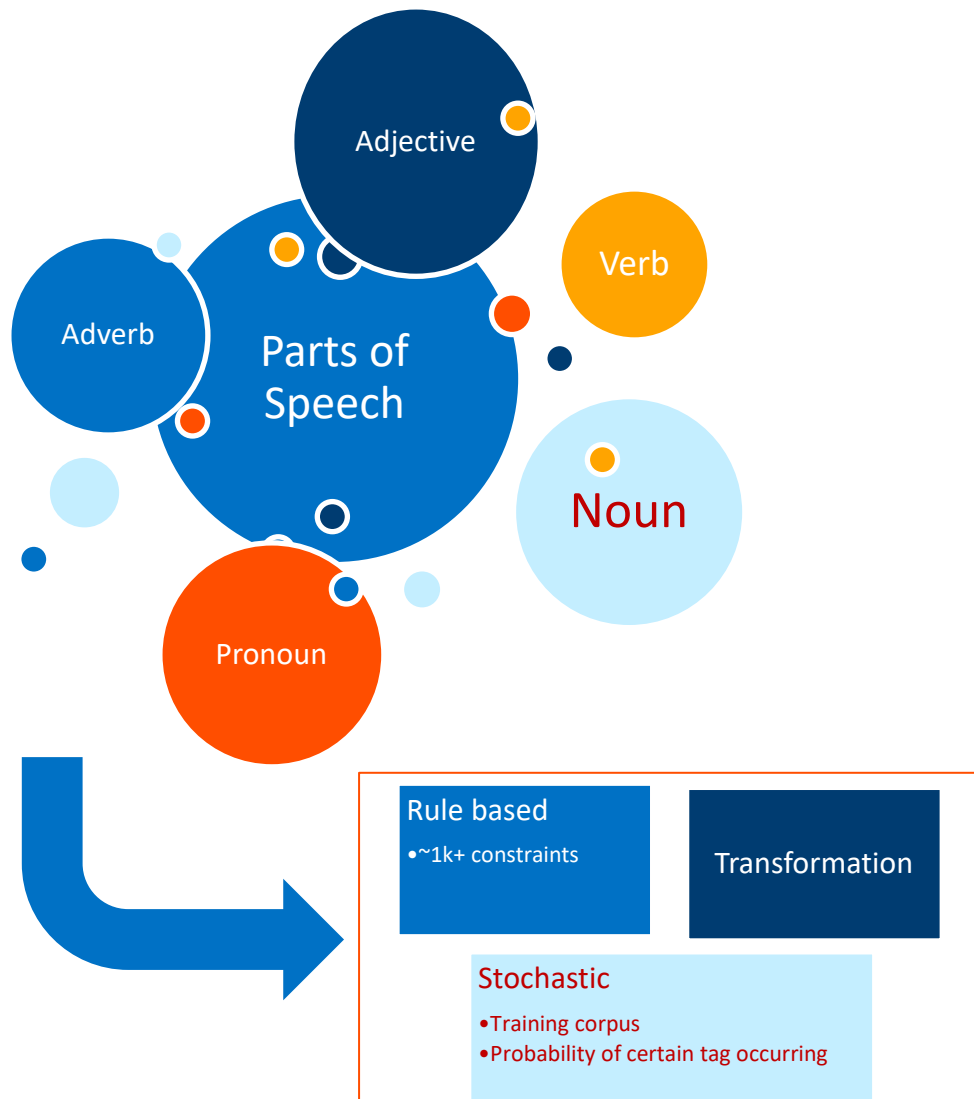 Adjective
Verb
Adverb
Parts of
Speech
Noun
Pronoun
Rule based
•~1k+ constraints
Transformation
Stochastic
•Training corpus
•Probability of certain tag occurring